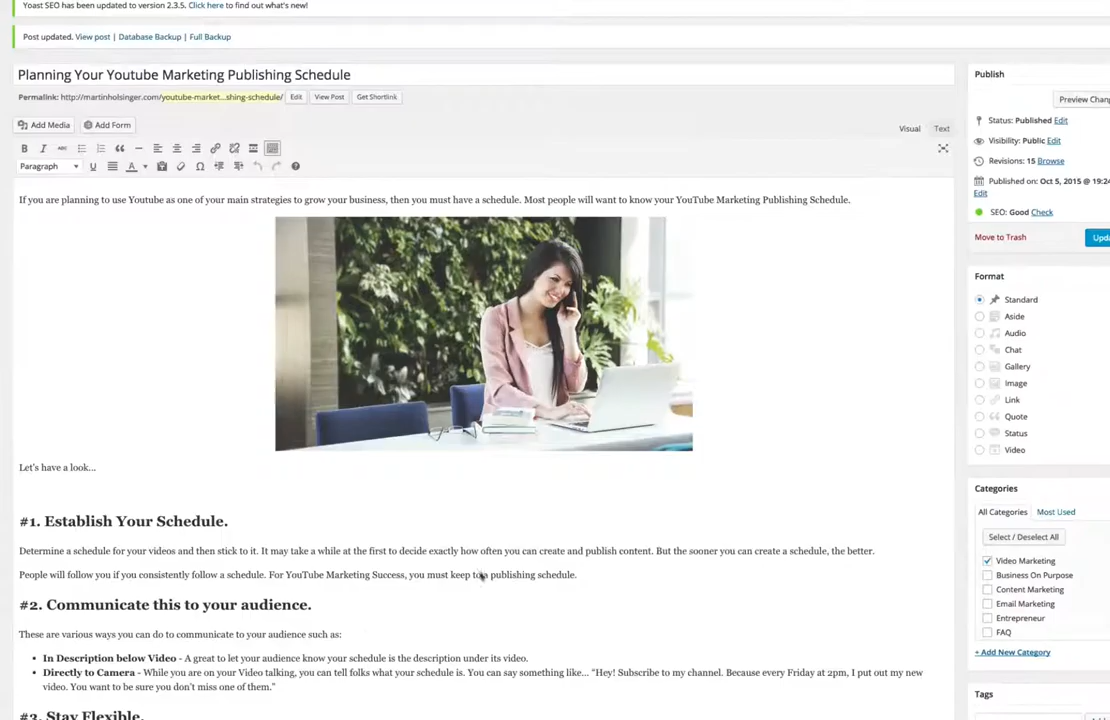 Yoast SEO has been updated to version 2.3.5. Click here to find out what's new!
Post updated. View post | Database Backup | Full Backup
Planning Your Youtube Marketing Publishing Schedule
Permalink: http://martinholsinger.com/youtube-market...shing-schedule/ Edit View Post Get Shortlink
Add Media Add Form
Visual Text
B I ABC
Paragraph U A Ω ?
If you are planning to use Youtube as one of your main strategies to grow your business, then you must have a schedule. Most people will want to know your YouTube Marketing Publishing Schedule.
Let's have a look...
#1. Establish Your Schedule.
Determine a schedule for your videos and then stick to it. It may take a while at the first to decide exactly how often you can create and publish content. But the sooner you can create a schedule, the better.
People will follow you if you consistently follow a schedule. For YouTube Marketing Success, you must keep to a publishing schedule.
#2. Communicate this to your audience.
These are various ways you can do to communicate to your audience such as:
• In Description below Video - A great to let your audience know your schedule is the description under its video.
• Directly to Camera - While you are on your Video talking, you can tell folks what your schedule is. You can say something like... "Hey! Subscribe to my channel. Because every Friday at 2pm, I put out my new
video. You want to be sure you don't miss one of them."
#3. Stay Flexible.
Publish
Preview Chang
Status: Published Edit
Visibility: Public Edit
Revisions: 15 Browse
Published on: Oct 5, 2015 @ 19:24
Edit
SEO: Good Check
Move to Trash Upda
Format
Standard
Aside
Audio
Chat
Gallery
Image
Link
Quote
Status
Video
Categories
All Categories Most Used
Select / Deselect All
Video Marketing
Business On Purpose
Content Marketing
Email Marketing
Entrepreneur
FAQ
+ Add New Category
Tags